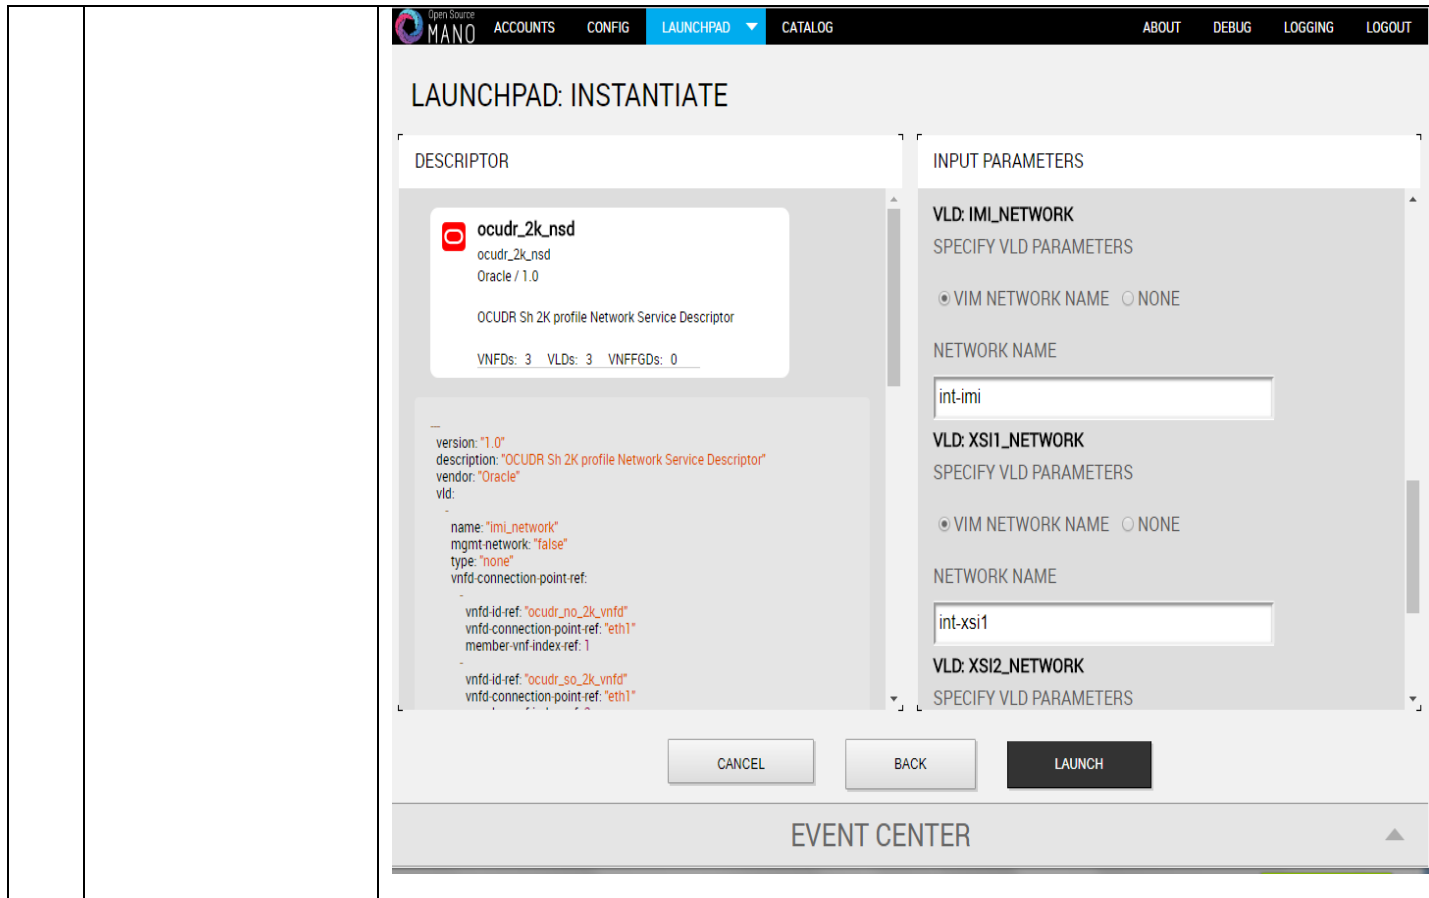 Open Source
MANO
ACCOUNTS CONFIG LAUNCHPAD CATALOG ABOUT DEBUG LOGGING LOGOUT
LAUNCHPAD: INSTANTIATE
DESCRIPTOR
ocudr_2k_nsd
ocudr_2k_nsd
Oracle / 1.0
OCUDR Sh 2K profile Network Service Descriptor
VNFDs: 3 VLDs: 3 VNFFGDs: 0
---
version: "1.0"
description: "OCUDR Sh 2K profile Network Service Descriptor"
vendor: "Oracle"
vld:
-
name: "imi_network"
mgmt-network: "false"
type: "none"
vnfd-connection-point-ref:
-
vnfd-id-ref: "ocudr_no_2k_vnfd"
vnfd-connection-point-ref: "eth1"
member-vnf-index-ref: 1
-
vnfd-id-ref: "ocudr_so_2k_vnfd"
vnfd-connection-point-ref: "eth1"
INPUT PARAMETERS
VLD: IMI_NETWORK
SPECIFY VLD PARAMETERS
VIM NETWORK NAME NONE
NETWORK NAME
int-imi
VLD: XSI1_NETWORK
SPECIFY VLD PARAMETERS
VIM NETWORK NAME NONE
NETWORK NAME
int-xsi1
VLD: XSI2_NETWORK
SPECIFY VLD PARAMETERS
CANCEL BACK LAUNCH
EVENT CENTER